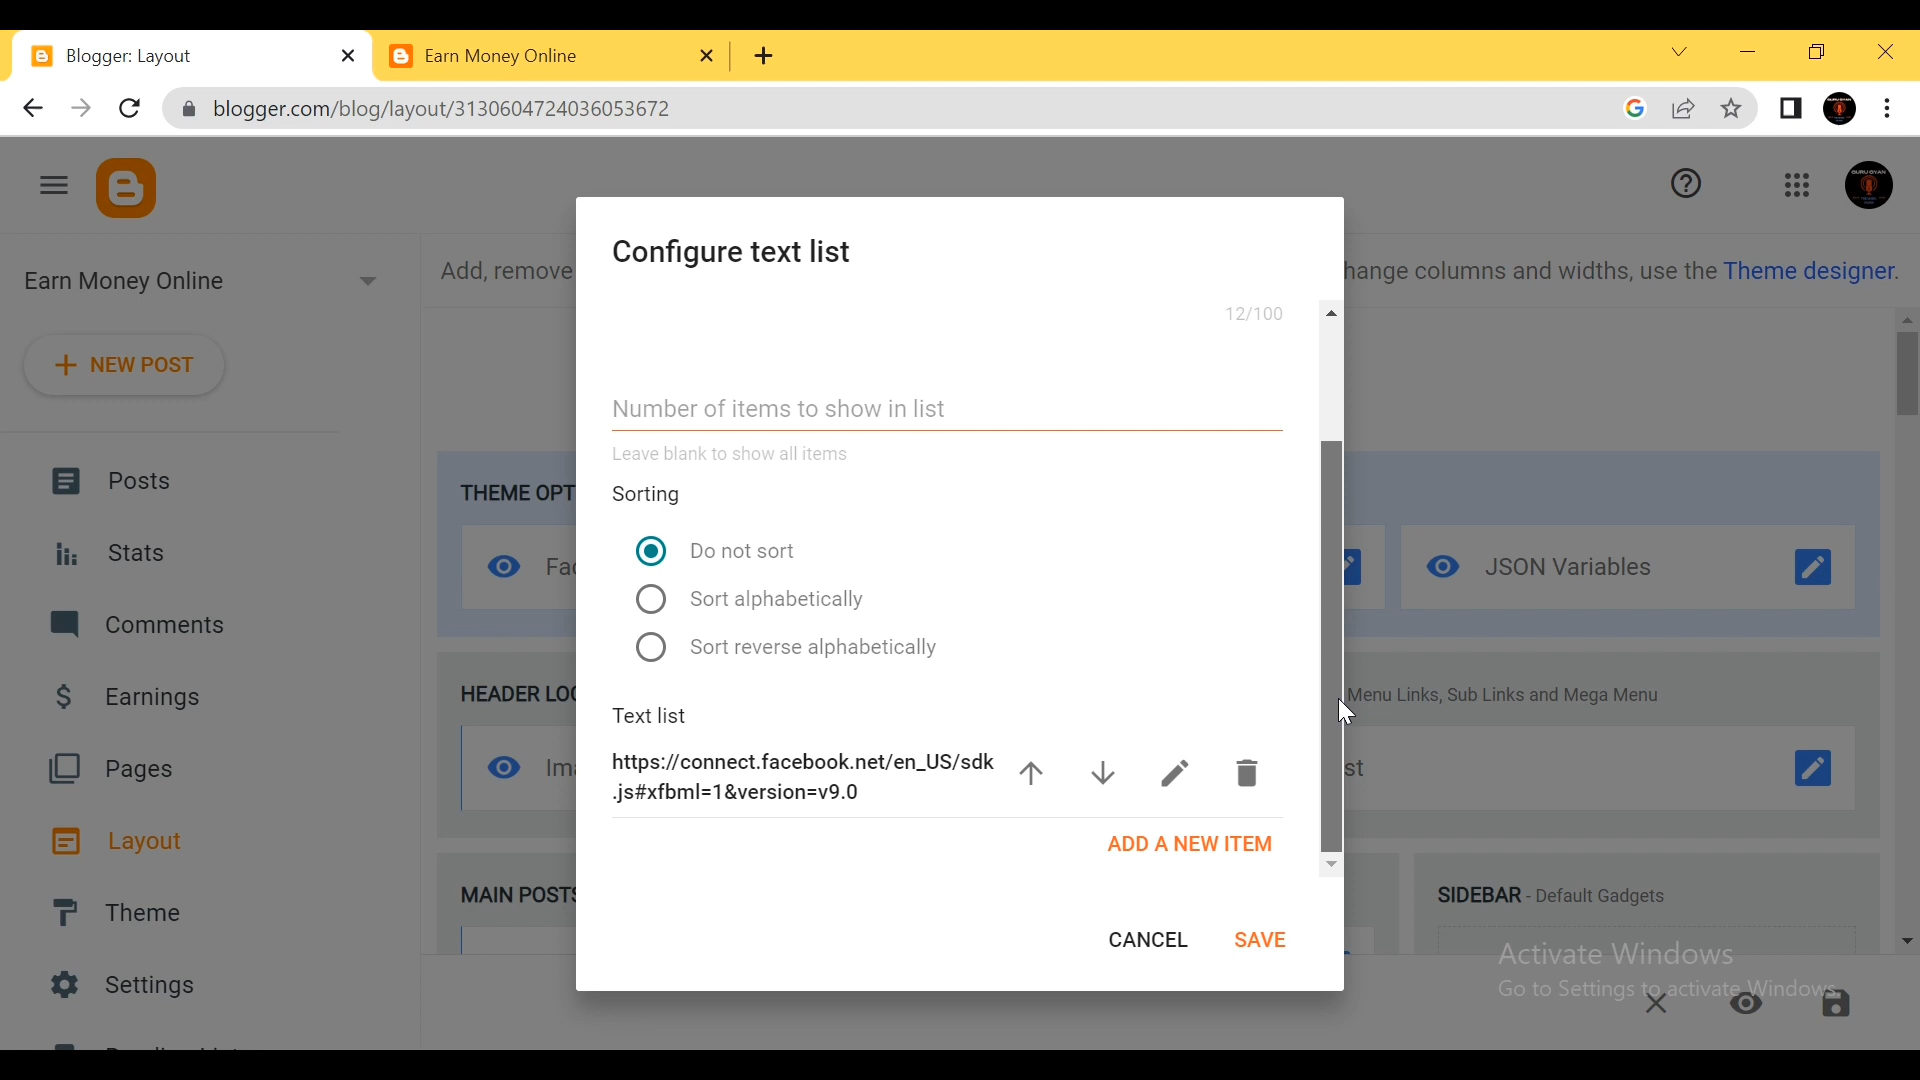 Blogger: Layout
Earn Money Online
blogger.com/blog/layout/3130604724036053672
Earn Money Online
NEW POST
Posts
Stats
Comments
Earnings
Pages
Layout
Theme
Settings
Add, remove
hange columns and widths, use the Theme designer.
THEME OPT
Fac
JSON Variables
HEADER LOG
Menu Links, Sub Links and Mega Menu
Ima
st
MAIN POSTS
SIDEBAR - Default Gadgets
Configure text list
12/100
Number of items to show in list
Leave blank to show all items
Sorting
Do not sort
Sort alphabetically
Sort reverse alphabetically
Text list
https://connect.facebook.net/en_US/sdk
.js#xfbml=1&version=v9.0
ADD A NEW ITEM
CANCEL
SAVE
Activate Windows
Go to Settings to activate Windows.